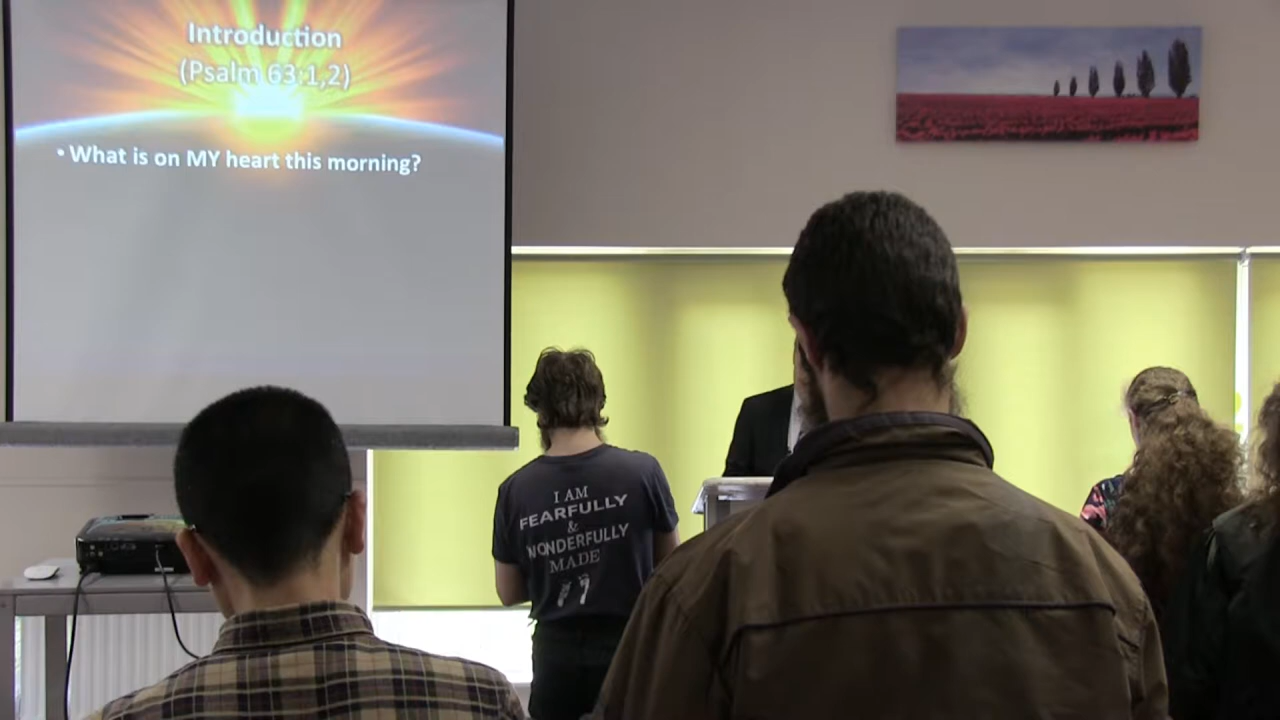 Introduction
(Psalm 63:1,2)
• What is on MY heart this morning?
I AM
FEARFULLY
&
WONDERFULLY
MADE